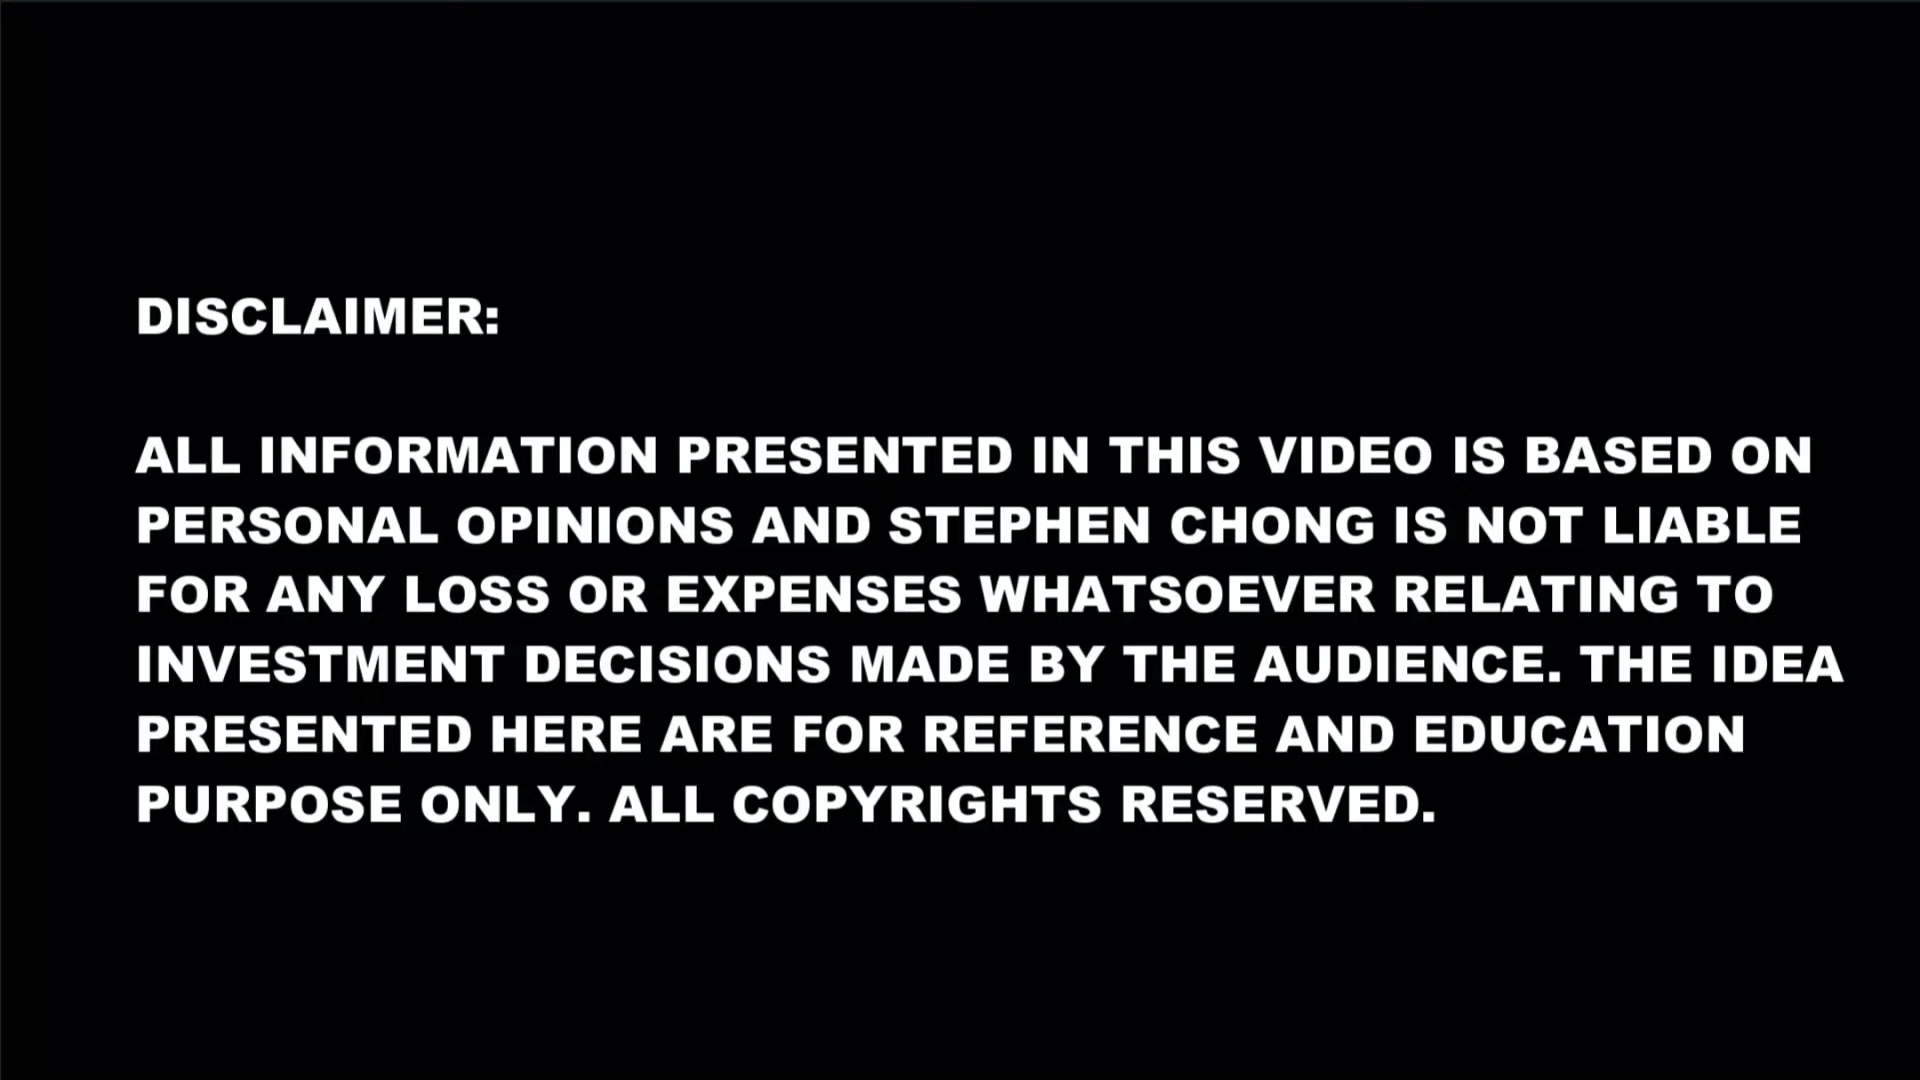 DISCLAIMER:
ALL INFORMATION PRESENTED IN THIS VIDEO IS BASED ON
PERSONAL OPINIONS AND STEPHEN CHONG IS NOT LIABLE
FOR ANY LOSS OR EXPENSES WHATSOEVER RELATING TO
INVESTMENT DECISIONS MADE BY THE AUDIENCE. THE IDEA
PRESENTED HERE ARE FOR REFERENCE AND EDUCATION
PURPOSE ONLY. ALL COPYRIGHTS RESERVED.